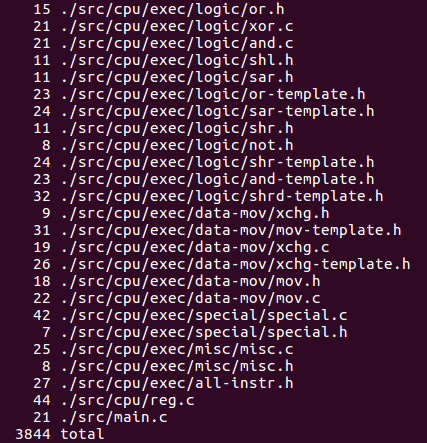 15 ./src/cpu/exec/logic/or.h
21 ./src/cpu/exec/logic/xor.c
21 ./src/cpu/exec/logic/and.c
11 ./src/cpu/exec/logic/shl.h
11 ./src/cpu/exec/logic/sar.h
23 ./src/cpu/exec/logic/or-template.h
24 ./src/cpu/exec/logic/sar-template.h
11 ./src/cpu/exec/logic/shr.h
8 ./src/cpu/exec/logic/not.h
24 ./src/cpu/exec/logic/shr-template.h
23 ./src/cpu/exec/logic/and-template.h
32 ./src/cpu/exec/logic/shrd-template.h
9 ./src/cpu/exec/data-mov/xchg.h
31 ./src/cpu/exec/data-mov/mov-template.h
19 ./src/cpu/exec/data-mov/xchg.c
26 ./src/cpu/exec/data-mov/xchg-template.h
18 ./src/cpu/exec/data-mov/mov.h
22 ./src/cpu/exec/data-mov/mov.c
42 ./src/cpu/exec/special/special.c
7 ./src/cpu/exec/special/special.h
25 ./src/cpu/exec/misc/misc.c
8 ./src/cpu/exec/misc/misc.h
27 ./src/cpu/exec/all-instr.h
44 ./src/cpu/reg.c
21 ./src/main.c
3844 total